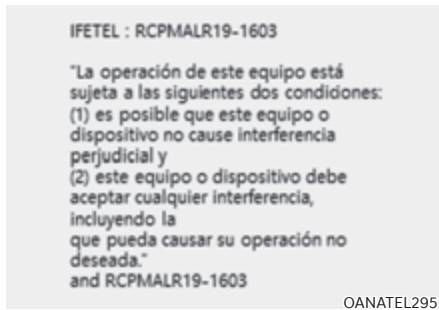 IFETEL : RCPMALR19-1603
"La operación de este equipo está
sujeta a las siguientes dos condiciones:
(1) es posible que este equipo o
dispositivo no cause interferencia
perjudicial y
(2) este equipo o dispositivo debe
aceptar cualquier interferencia,
incluyendo la
que pueda causar su operación no
deseada."
and RCPMALR19-1603
OANATEL295